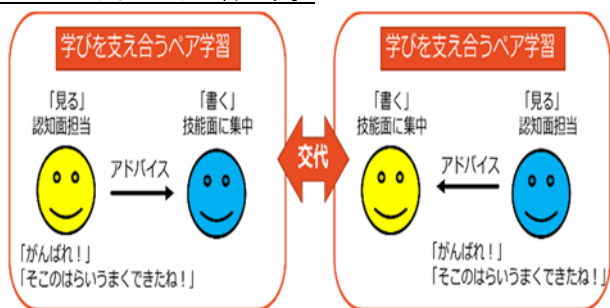 学びを支え合うペア学習
「見る」
認知面担当
「書く」
技能面に集中
アドバイス
「がんばれ！」
「そこのはらいうまくできたね！」
交代
学びを支え合うペア学習
「書く」
技能面に集中
「見る」
認知面担当
アドバイス
「がんばれ！」
「そこのはらいうまくできたね！」